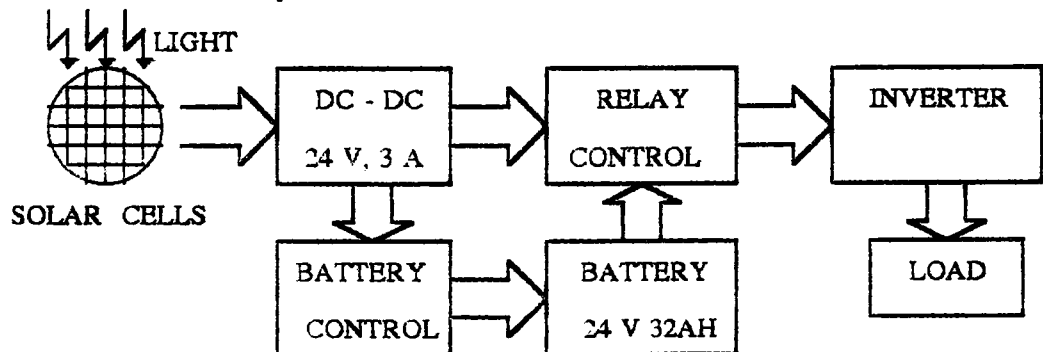 LIGHT
DC - DC
24 V, 3 A
RELAY
CONTROL
INVERTER
SOLAR CELLS
BATTERY
CONTROL
BATTERY
24 V 32AH
LOAD